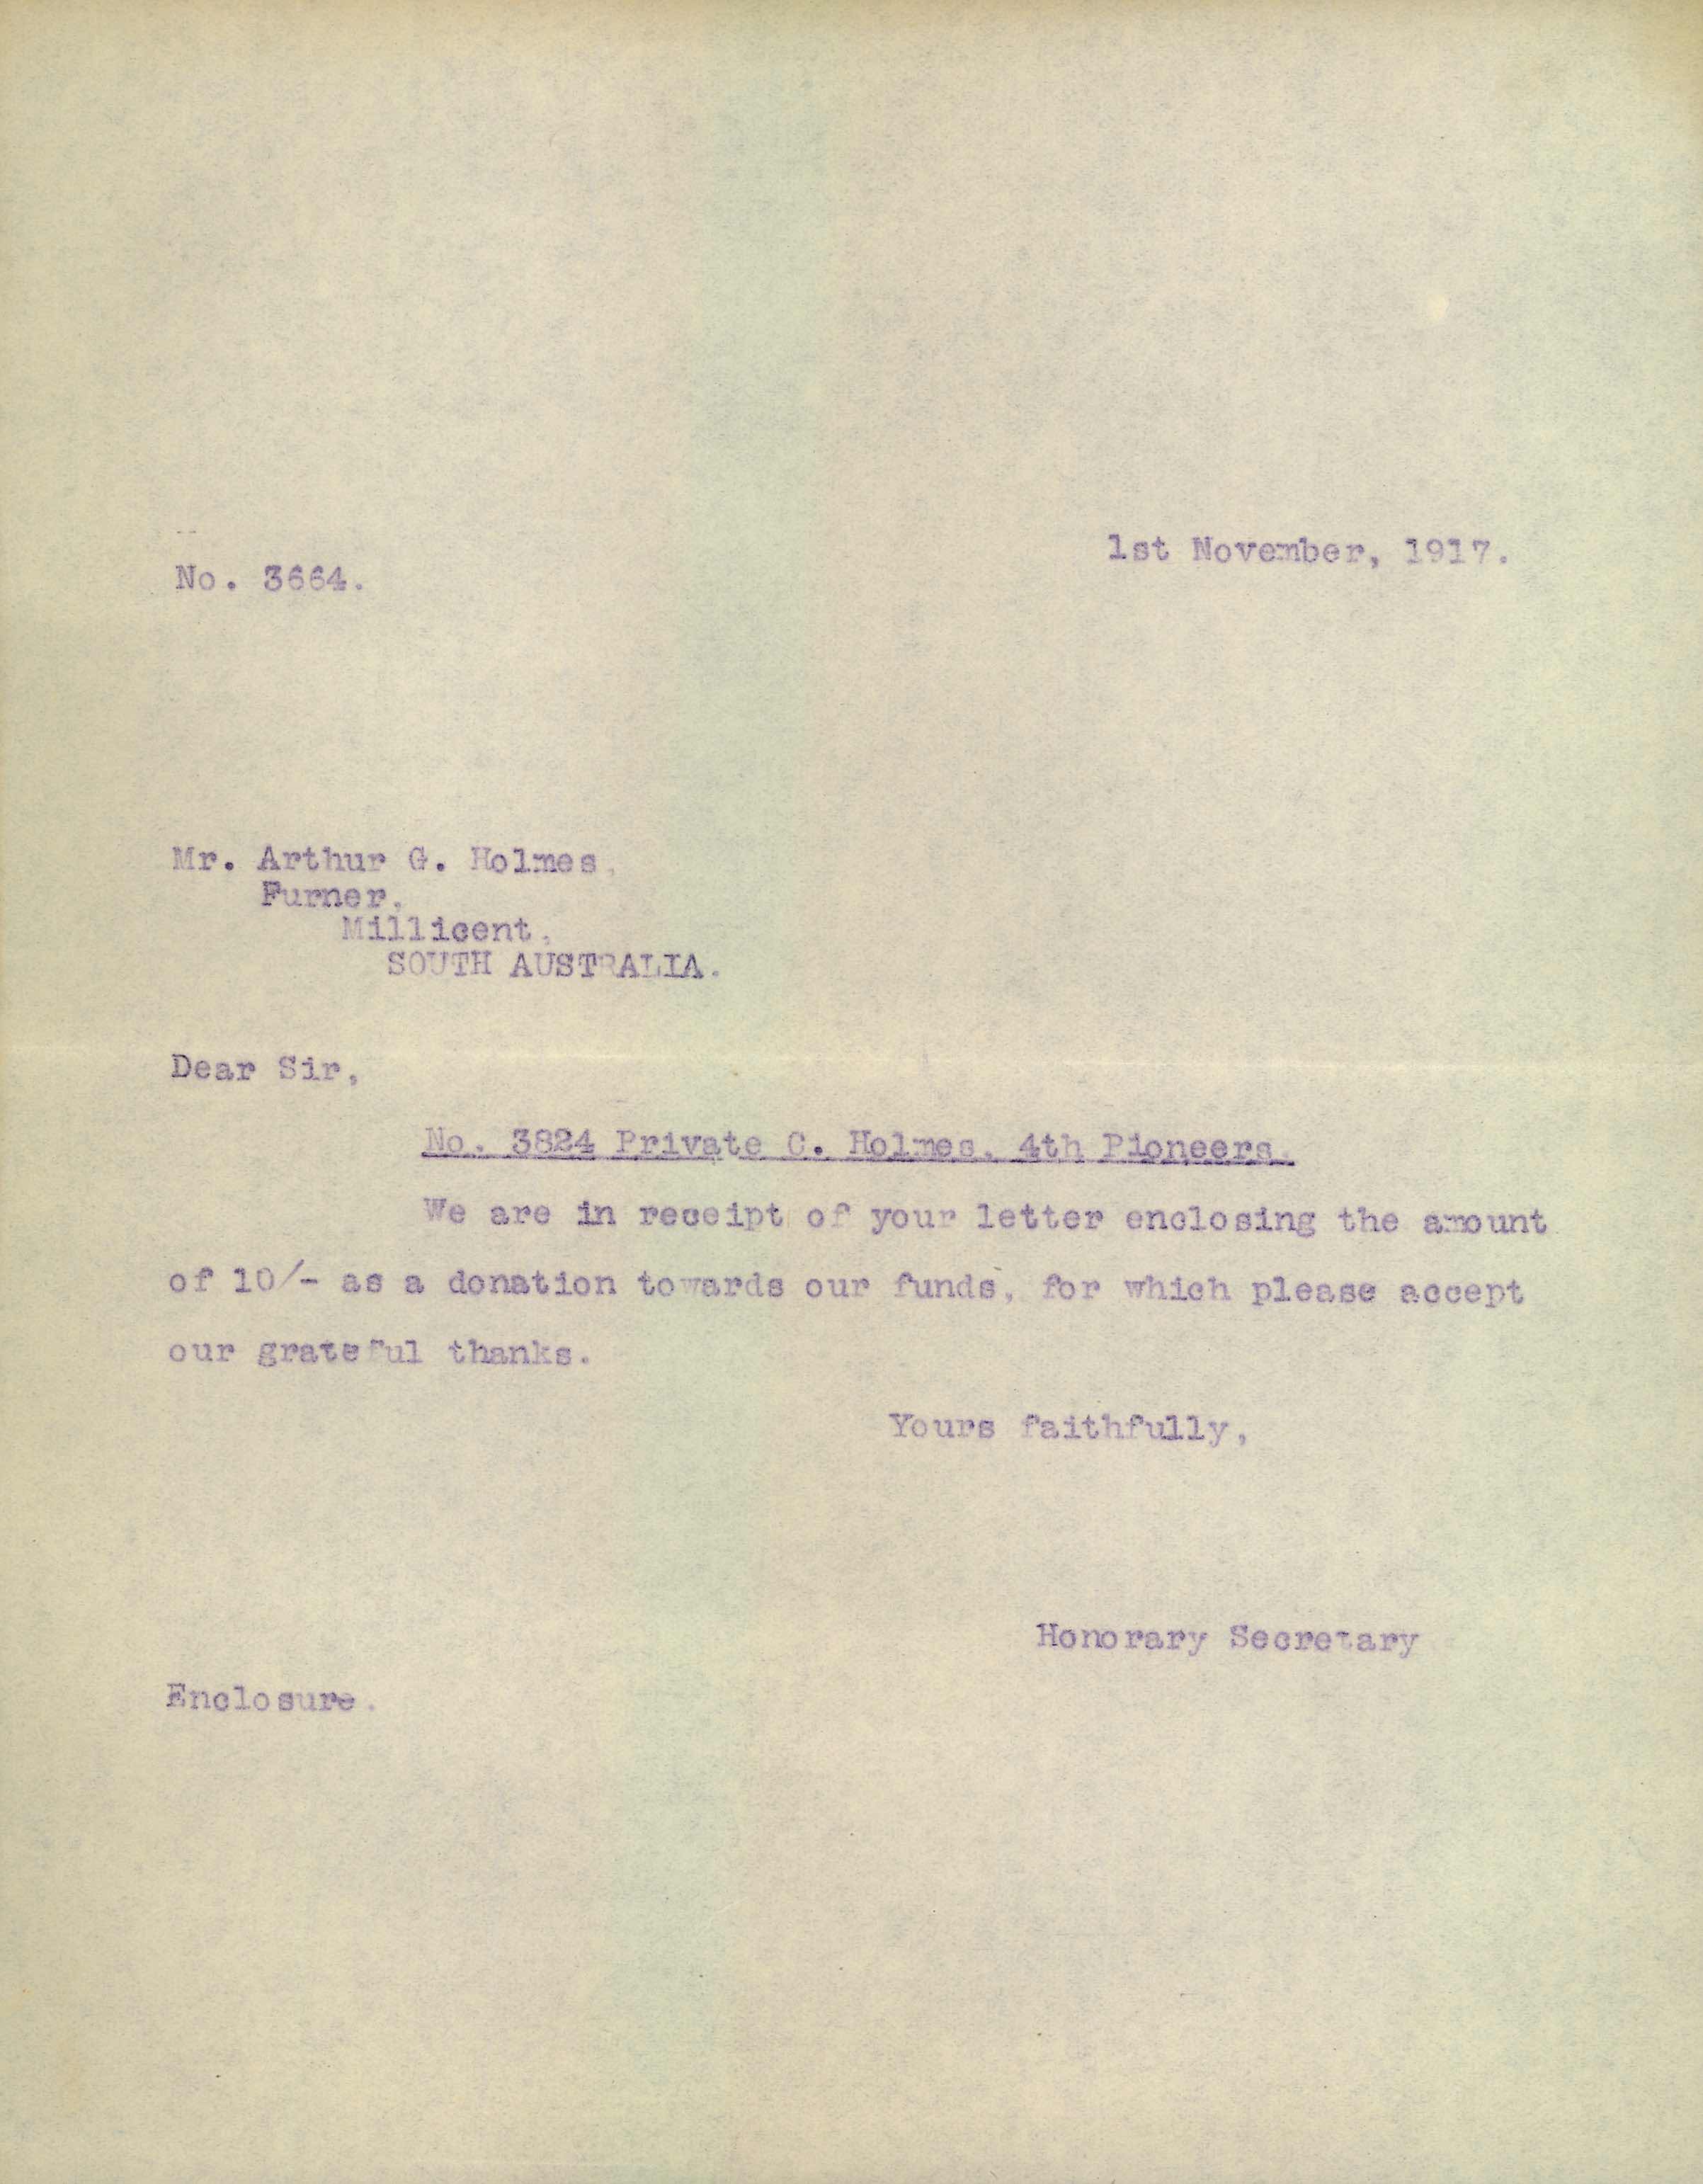 1st November, 1917.
No. 3664.
Mr. Arthur G. Holmes,
Furner,
Millicent,
SOUTH AUSTRALIA.
Dear Sir,
No. 3824 Private C. Holmes, 4th Pioneers.
We are in receipt of your letter enclosing the amount
of 10/- as a donation towards our funds, for which please accept
our grateful thanks.
Yours faithfully,
Honorary Secretary
Enclosure.